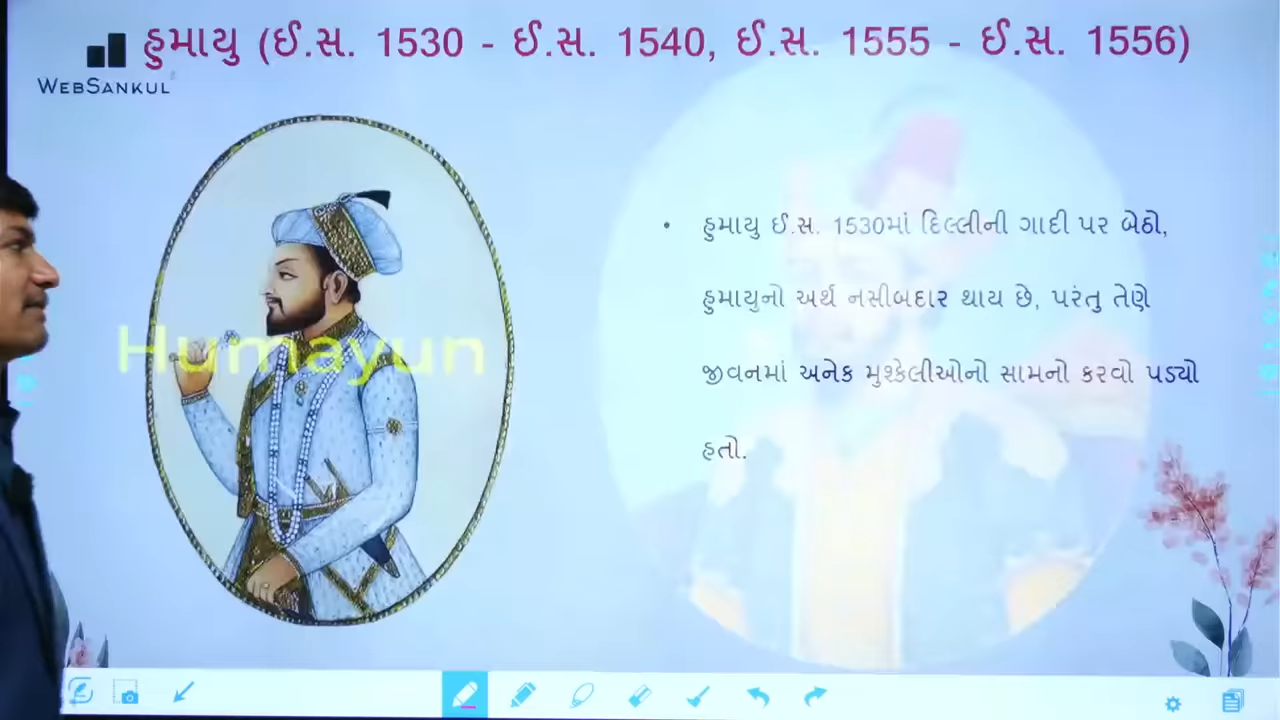 હુમાયુ (ઈ.સ. 1530 - ઈ.સ. 1540, ઈ.સ. 1555 - ઈ.સ. 1556)
WEBSANKUL
Humayun
• હુમાયુ ઈ.સ. 1530માં દિલ્લીની ગાદી પર બેઠો,
હુમાયુનો અર્થ નસીબદાર થાય છે, પરંતુ તેણે
જીવનમાં અનેક મુશ્કેલીઓનો સામનો કરવો પડ્યો
હતો.